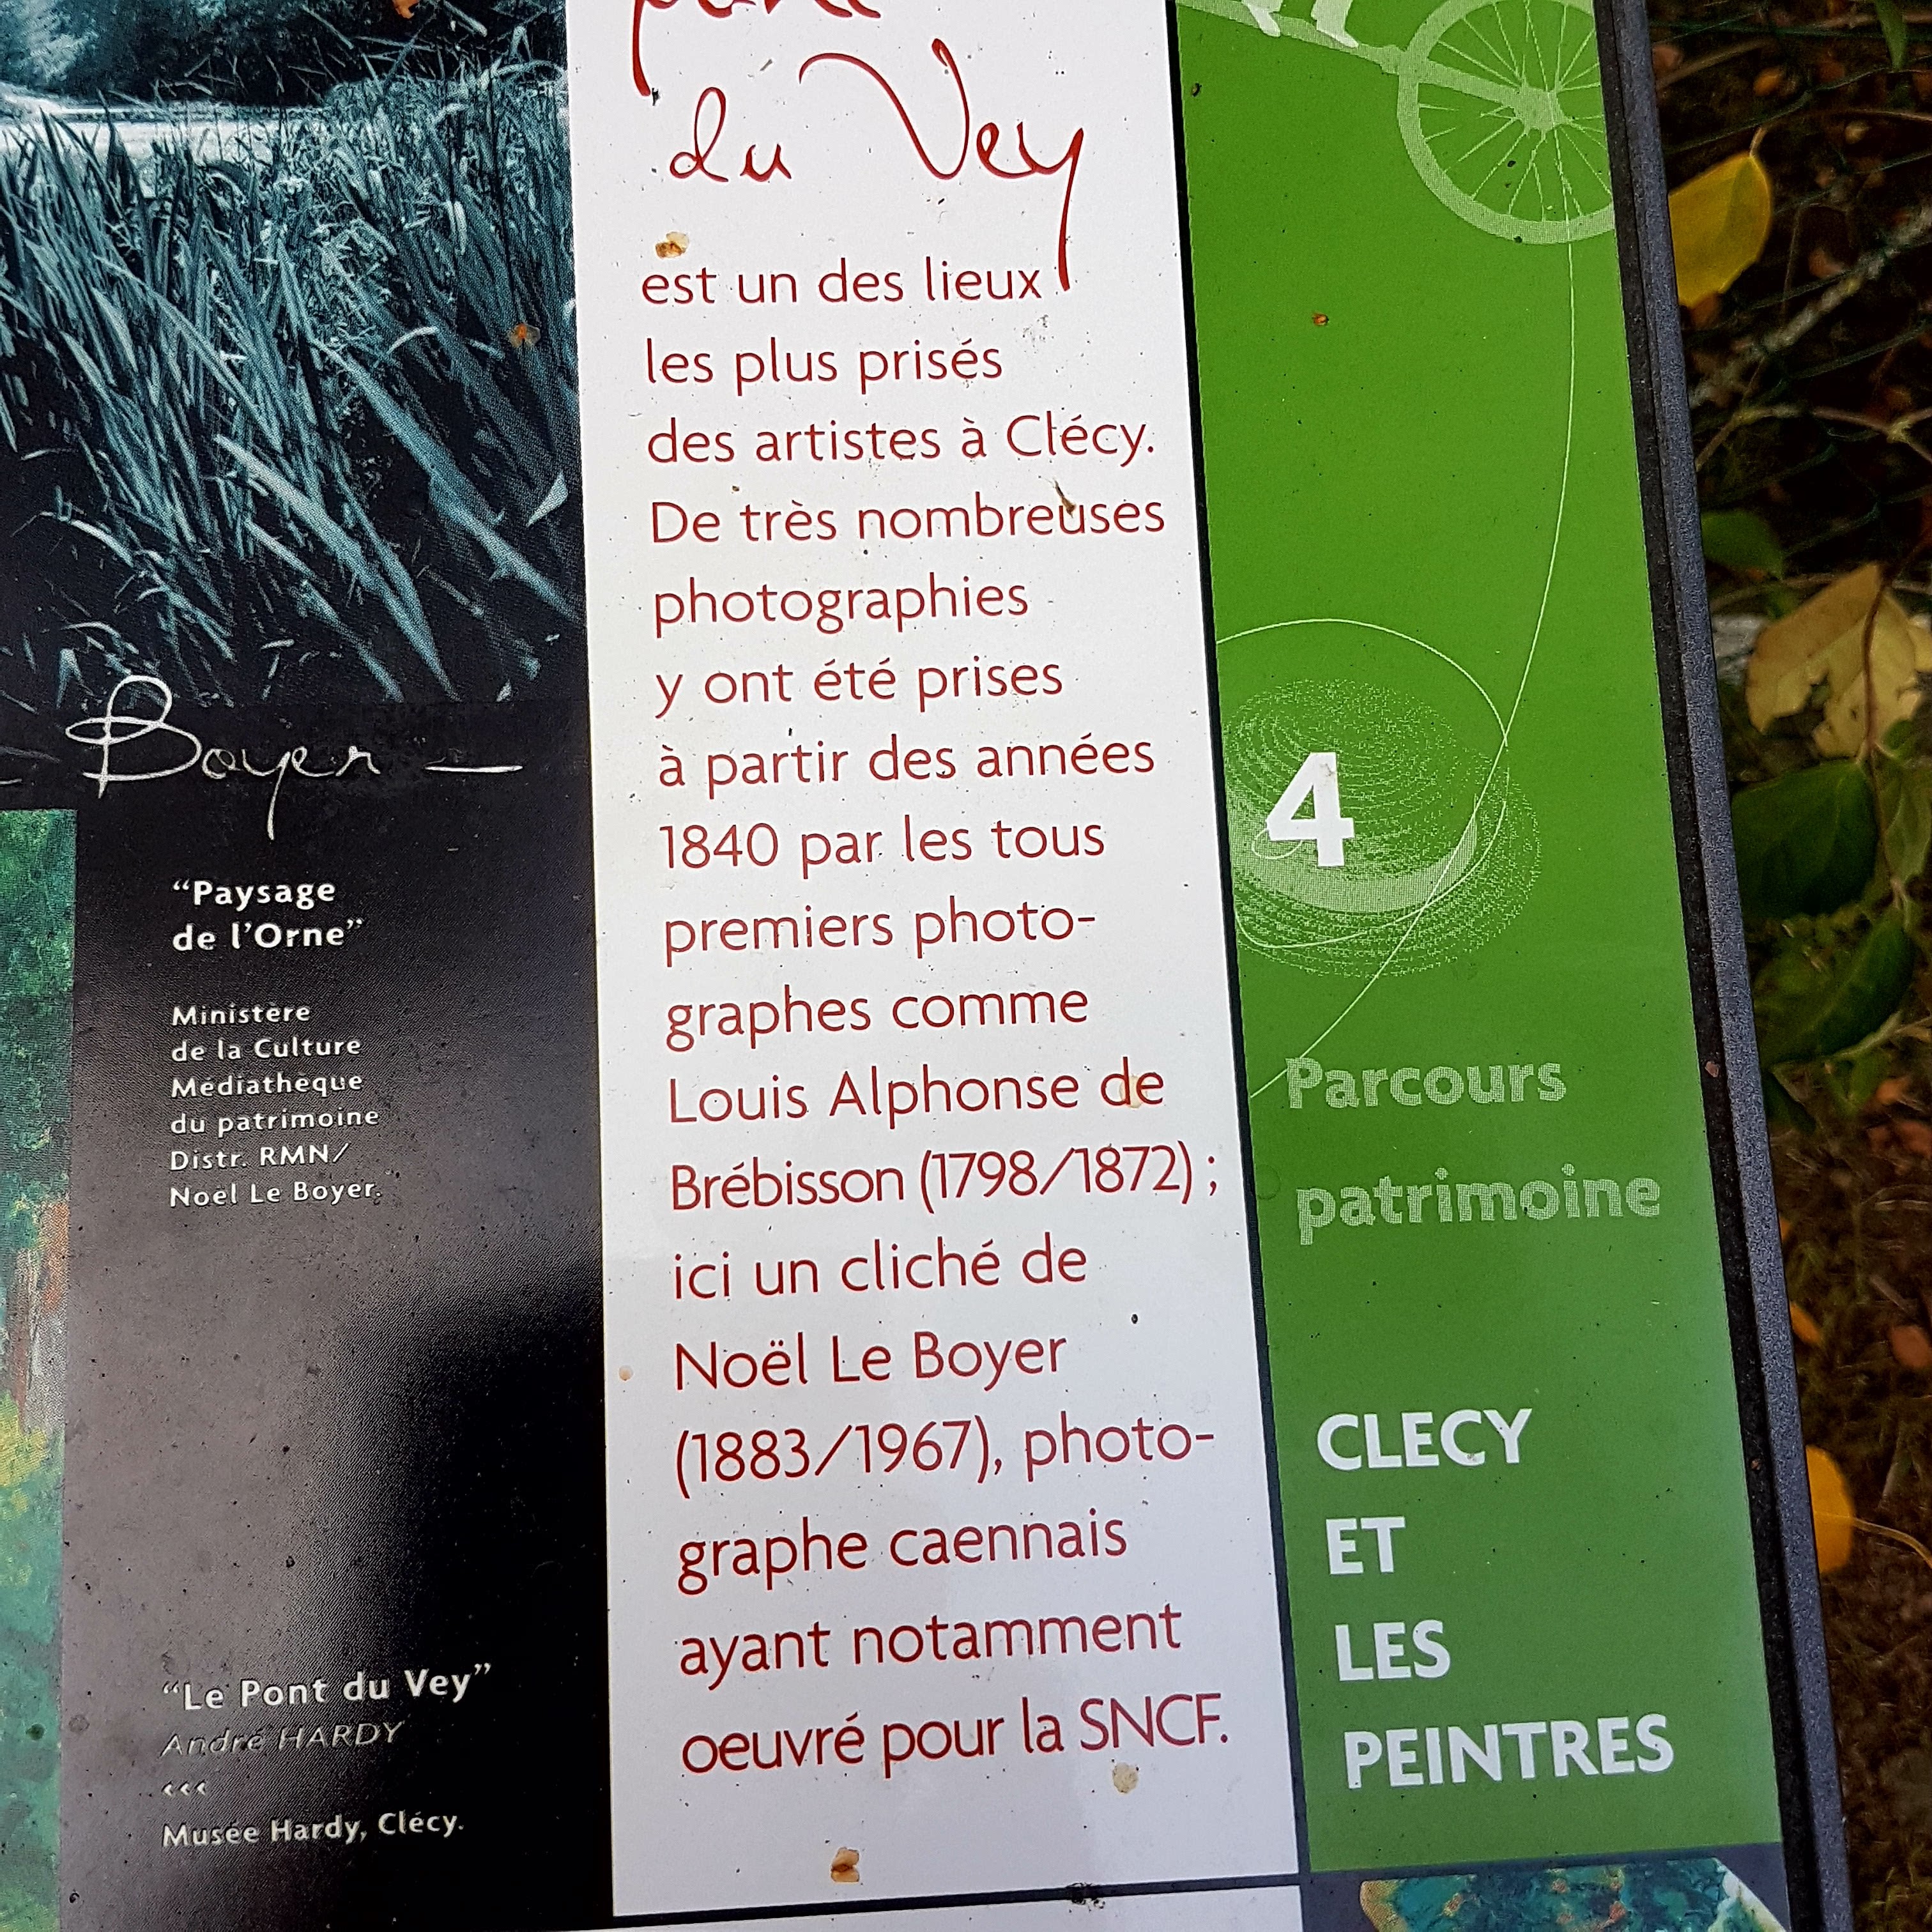 Boyer
"Paysage
de l'Orne"
Ministère
de la Culture
Médiathèque
du patrimoine
Distr. RMN/
Noël Le Boyer.
"Le Pont du Vey"
André HARDY
<<<
Musée Hardy, Clécy.
pont
du Vey
est un des lieux
les plus prisés
des artistes à Clécy.
De très nombreuses
photographies
y ont été prises
à partir des années
1840 par les tous
premiers photo-
graphes comme
Louis Alphonse de
Brébisson (1798/1872) ;
ici un cliché de
Noël Le Boyer
(1883/1967), photo-
graphe caennais
ayant notamment
oeuvré pour la SNCF.
4
Parcours
patrimoine
CLECY
ET
LES
PEINTRES